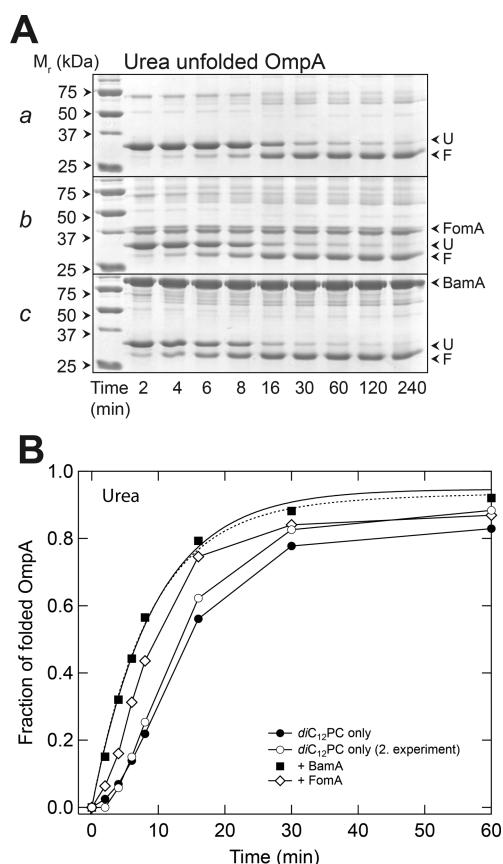 A
Mr (kDa) Urea unfolded OmpA
a
75
50
37
25
U
F
b
75
50
37
25
FomA
U
F
c
75
50
37
25
BamA
U
F
Time 2 4 6 8 16 30 60 120 240
(min)
B
Urea
Fraction of folded OmpA
1.0
0.8
0.6
0.4
0.2
0.0
diC12PC only
diC12PC only (2. experiment)
+ BamA
+ FomA
0 10 20 30 40 50 60
Time (min)